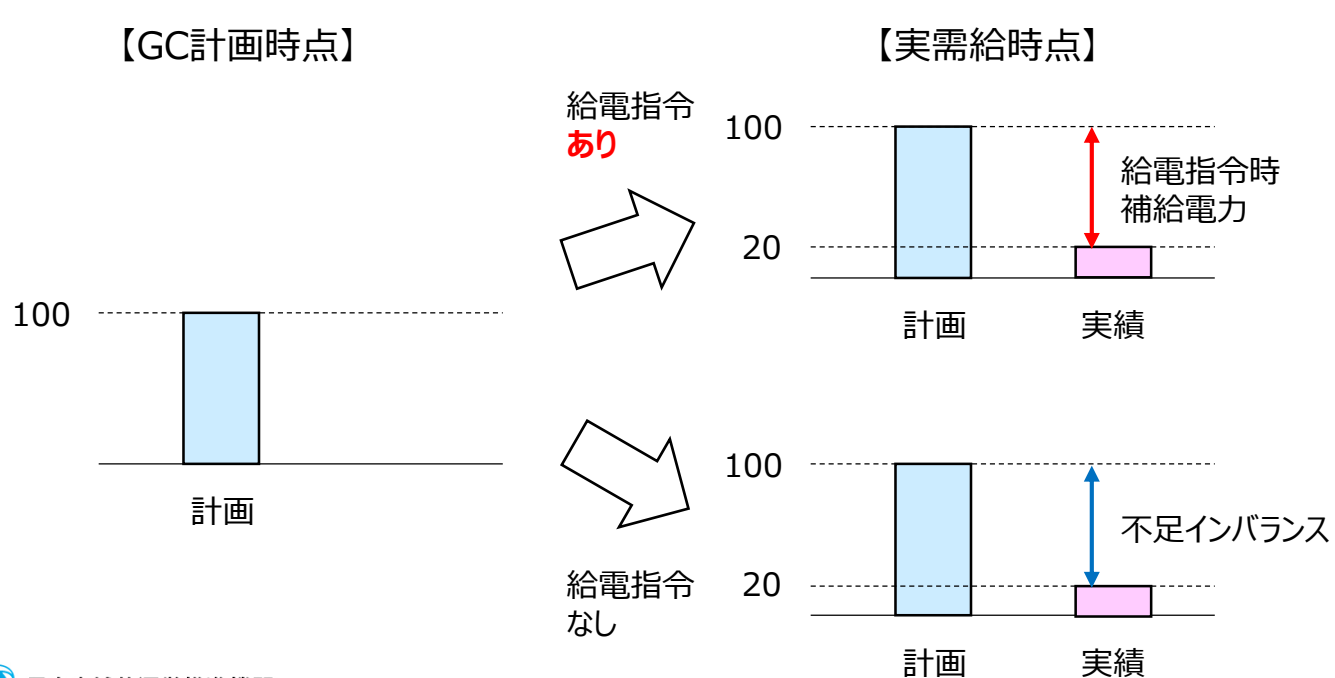 【GC計画時点】
【実需給時点】
給電指令
あり
100
20
給電指令時
補給電力
計画
実績
100
計画
給電指令
なし
100
20
不足インバランス
計画
実績